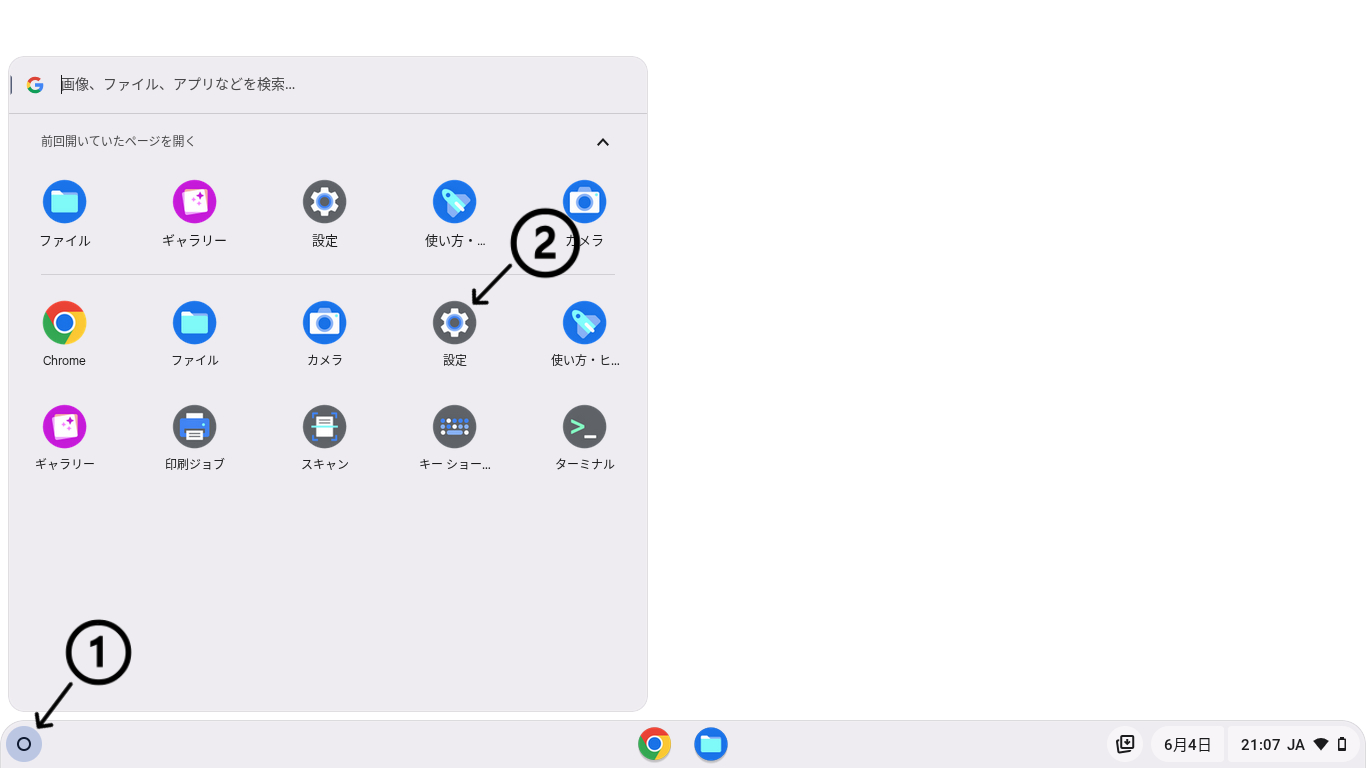 画像、ファイル、アプリなどを検索...
前回開いていたページを開く
ファイル ギャラリー 設定 使い方・... カメラ
2
Chrome ファイル カメラ 設定 使い方・ヒ...
ギャラリー 印刷ジョブ スキャン キー ショー... ターミナル
1
6月4日 21:07 JA